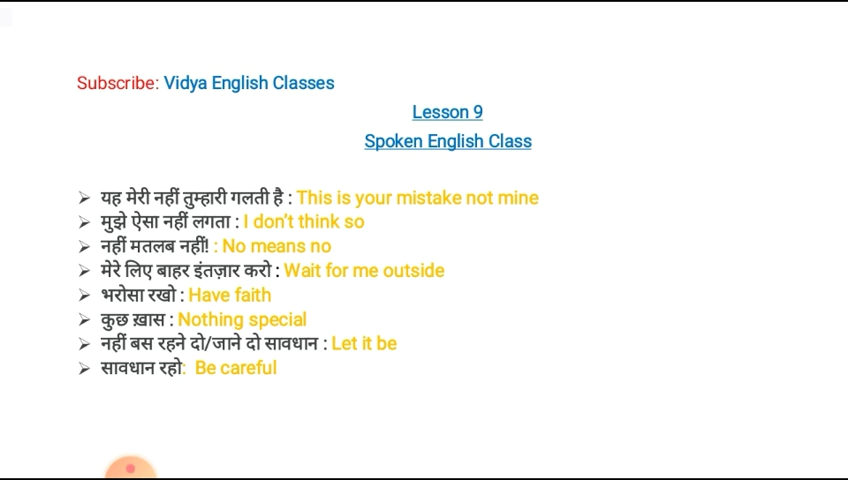 Subscribe: Vidya English Classes
Lesson 9
Spoken English Class
➢ यह मेरी नहीं तुम्हारी गलती है : This is your mistake not mine
➢ मुझे ऐसा नहीं लगता : I don't think so
➢ नहीं मतलब नहीं! : No means no
➢ मेरे लिए बाहर इंतज़ार करो : Wait for me outside
➢ भरोसा रखो : Have faith
➢ कुछ ख़ास : Nothing special
➢ नहीं बस रहने दो/जाने दो सावधान : Let it be
➢ सावधान रहो: Be careful